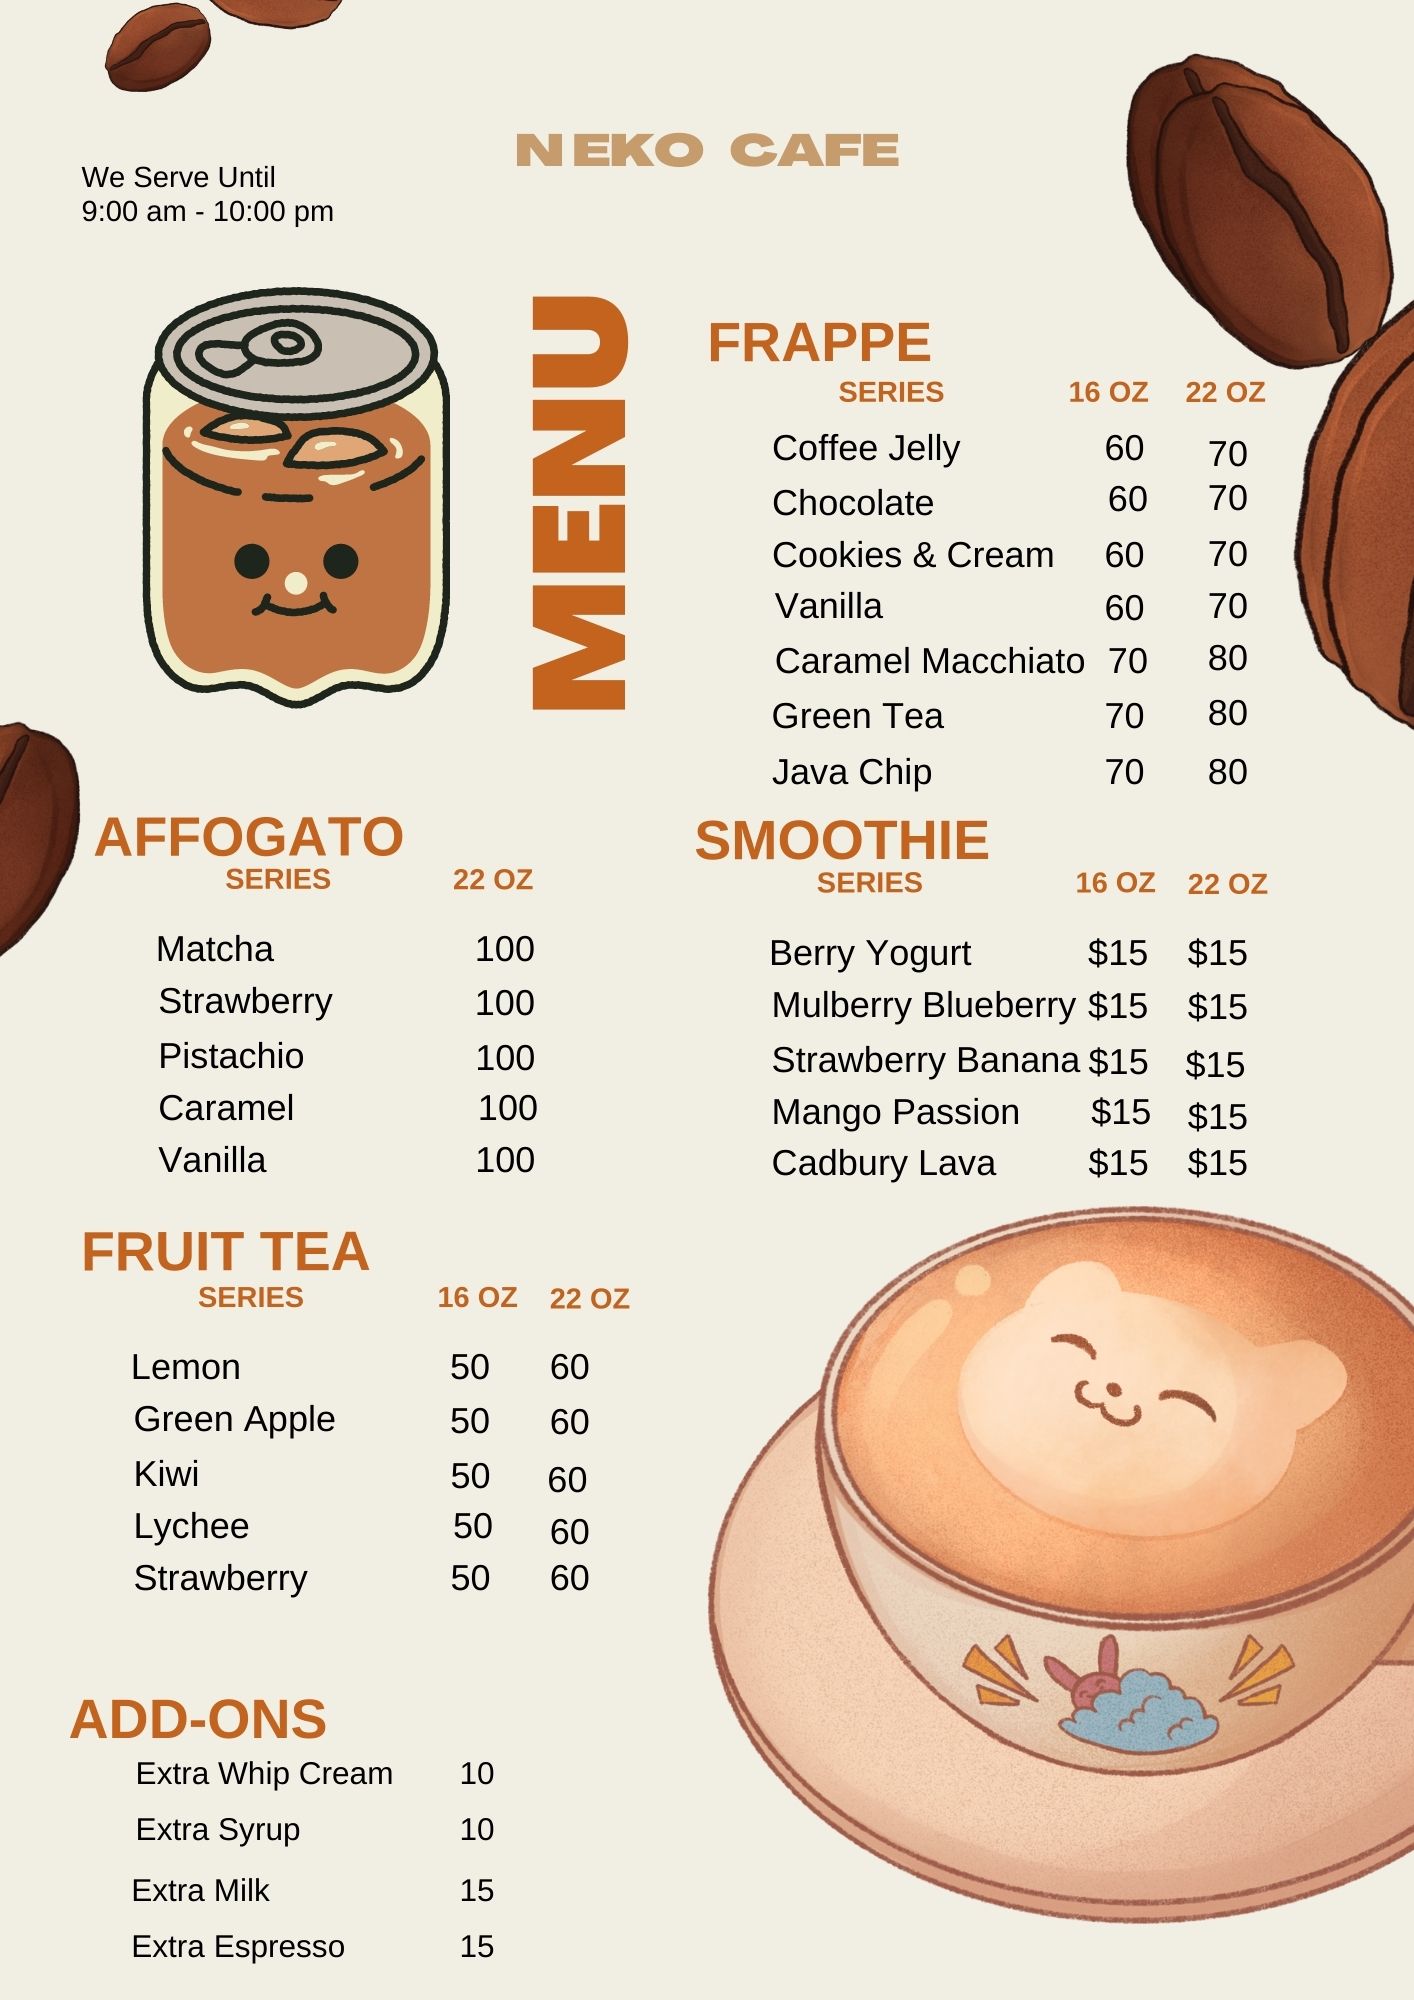 NEKO CAFE
We Serve Until
9:00 am - 10:00 pm
MENU
FRAPPE
SERIES 16 OZ 22 OZ
Coffee Jelly 60 70
Chocolate 60 70
Cookies & Cream 60 70
Vanilla 60 70
Caramel Macchiato 70 80
Green Tea 70 80
Java Chip 70 80
AFFOGATO
SERIES 22 OZ
Matcha 100
Strawberry 100
Pistachio 100
Caramel 100
Vanilla 100
SMOOTHIE
SERIES 16 OZ 22 OZ
Berry Yogurt $15 $15
Mulberry Blueberry $15 $15
Strawberry Banana $15 $15
Mango Passion $15 $15
Cadbury Lava $15 $15
FRUIT TEA
SERIES 16 OZ 22 OZ
Lemon 50 60
Green Apple 50 60
Kiwi 50 60
Lychee 50 60
Strawberry 50 60
ADD-ONS
Extra Whip Cream 10
Extra Syrup 10
Extra Milk 15
Extra Espresso 15